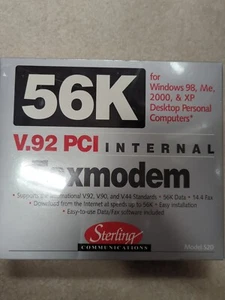 56K
for
Windows 98, Me,
2000, & XP
Desktop Personal
Computers*
V.92 PCI INTERNAL
Faxmodem
• Supports International V.92, V.90, and V.44 Standards • 56K Data • 14.4 Fax
• Download from the Internet at speeds up to 56K • Easy installation
• Easy-to-use Data/Fax software included
Sterling
COMMUNICATIONS
Model